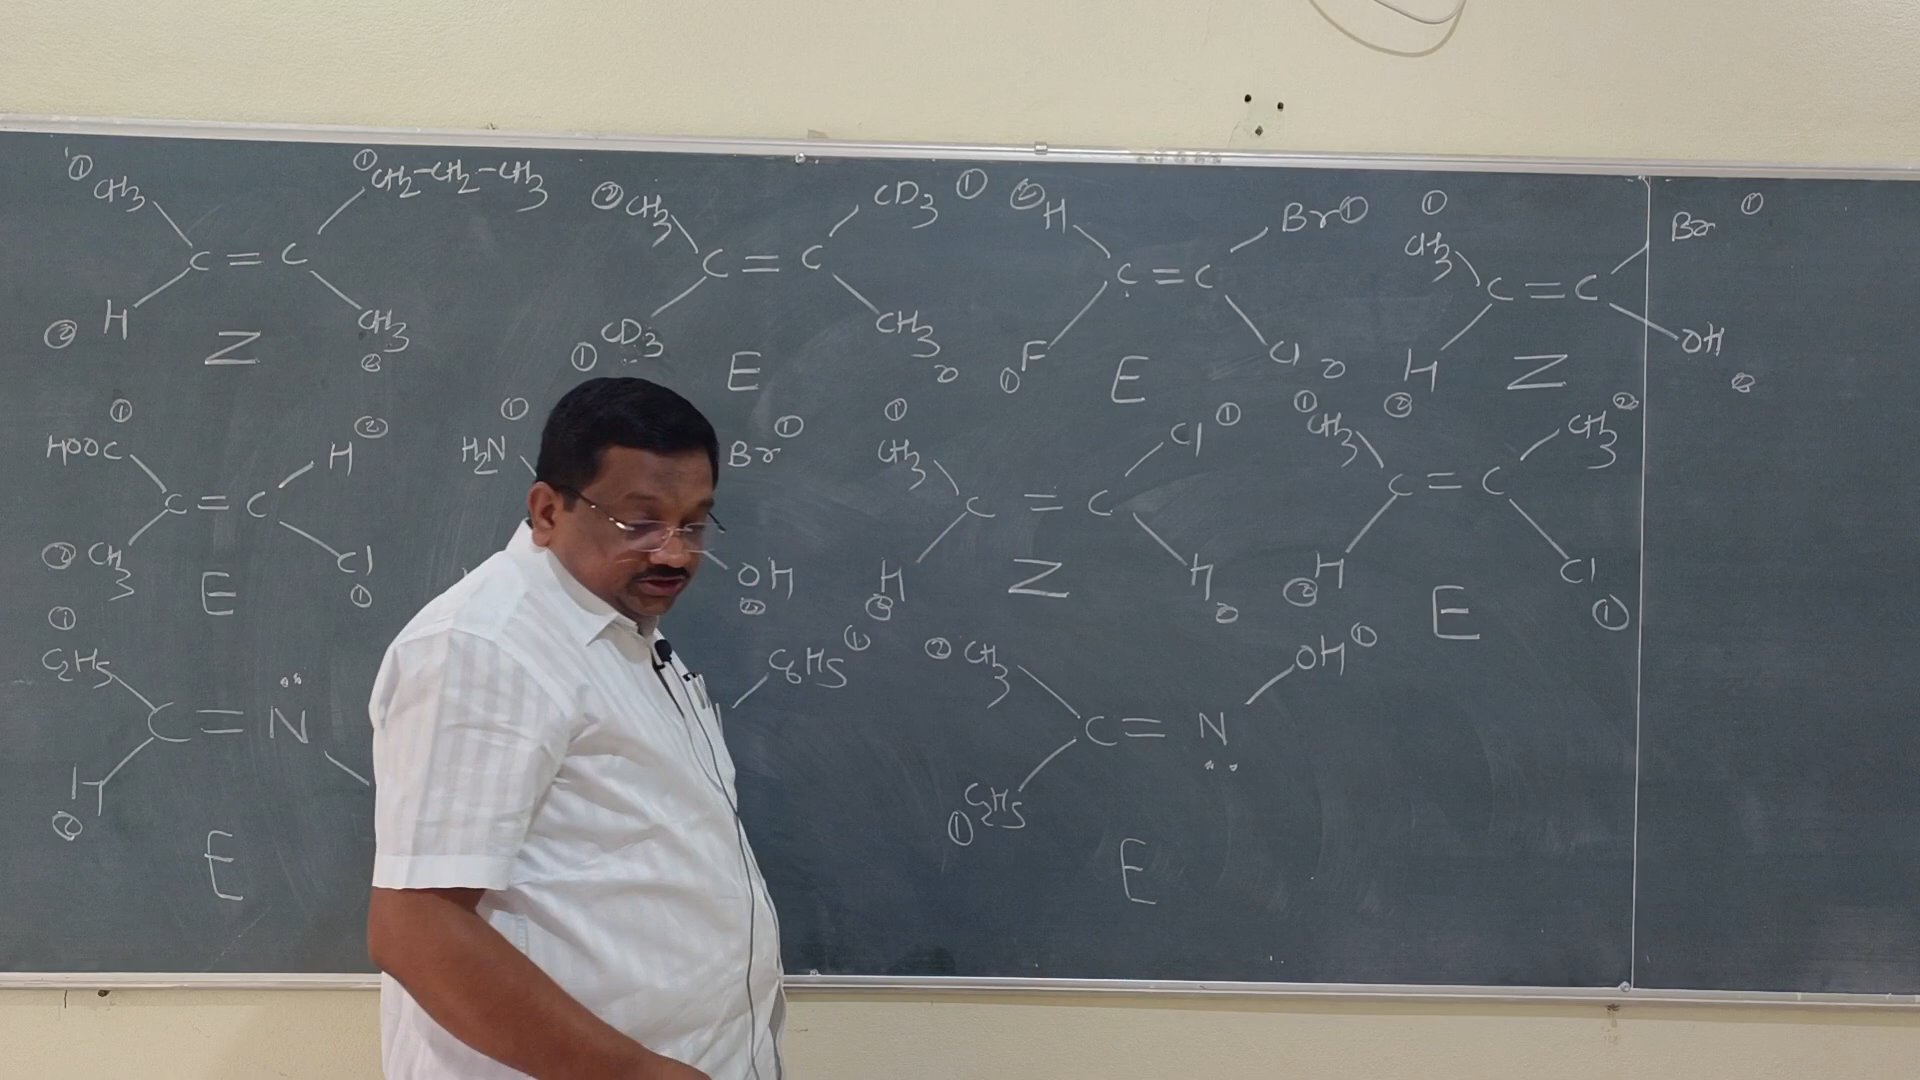 ① CH3 ① CH2-CH2-CH3
C = C
② H CH3 ②
Z
② CH3 CD3 ①
C = C
① CD3 CH3 ②
E
② H Br ①
C = C
① F Cl ②
E
① CH3 Br ①
C = C
② H OH ②
Z
① HOOC H ②
C = C
② CH3 Cl ①
E
① H2N Br ①
OH ②
① CH3 Cl ①
C = C
② H H ②
Z
① CH3 CH3 ②
C = C
② H Cl ①
E
① C2H5
C = N
② H
E
C6H5 ①
② CH3 OH ①
C = N
① C2H5
E